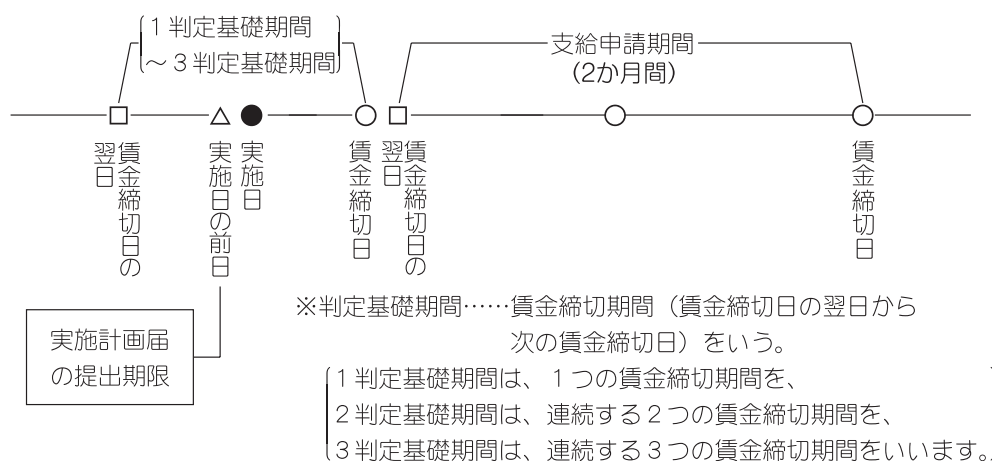 1判定基礎期間
～3判定基礎期間
支給申請期間
(2か月間)
賃金締切日の
翌日
実施日の前日
実施日
賃金締切日
賃金締切日の
翌日
賃金締切日
実施計画届
の提出期限
※判定基礎期間……賃金締切期間（賃金締切日の翌日から
次の賃金締切日）をいう。
1判定基礎期間は、1つの賃金締切期間を、
2判定基礎期間は、連続する2つの賃金締切期間を、
3判定基礎期間は、連続する3つの賃金締切期間をいいます。